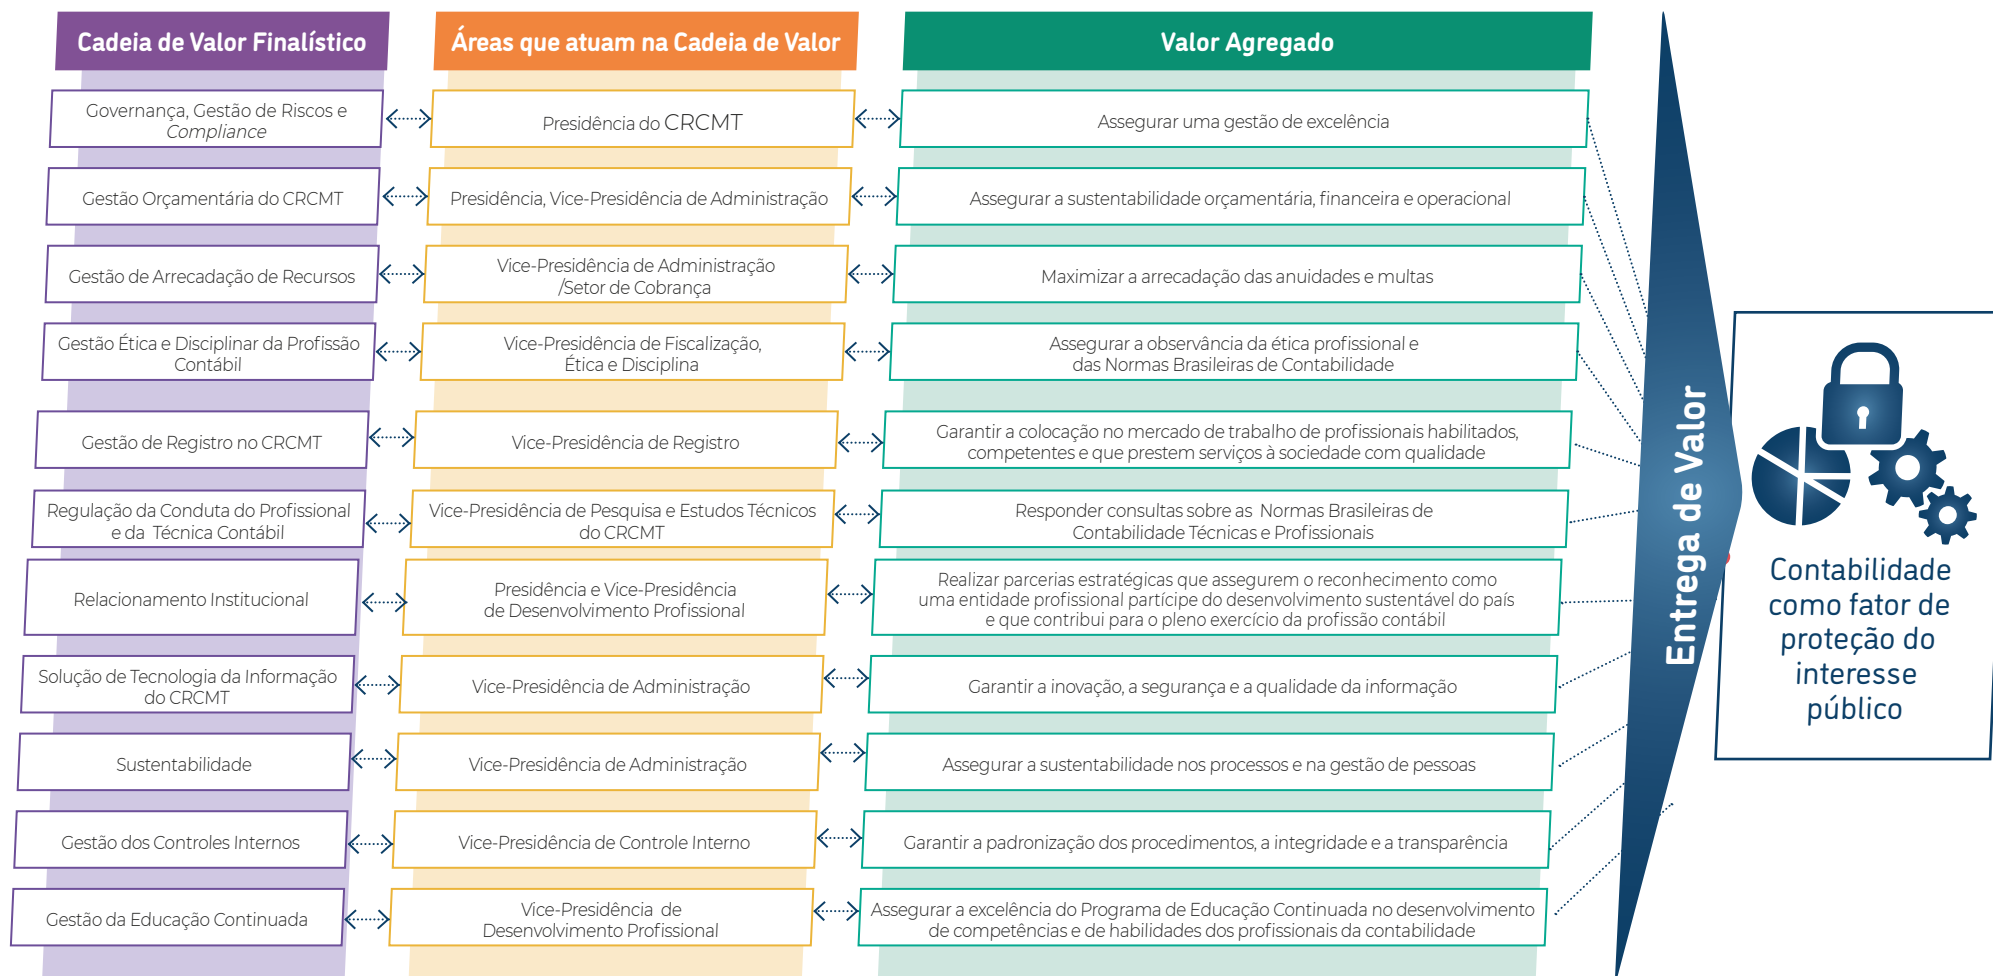 Cadeia de Valor Finalístico
Áreas que atuam na Cadeia de Valor
Valor Agregado
Governança, Gestão de Riscos e
Compliance
Presidência do CRCMT
Assegurar uma gestão de excelência
Gestão Orçamentária do CRCMT
Presidência, Vice-Presidência de Administração
Assegurar a sustentabilidade orçamentária, financeira e operacional
Gestão de Arrecadação de Recursos
Vice-Presidência de Administração
/Setor de Cobrança
Maximizar a arrecadação das anuidades e multas
Gestão Ética e Disciplinar da Profissão
Contábil
Vice-Presidência de Fiscalização,
Ética e Disciplina
Assegurar a observância da ética profissional e
das Normas Brasileiras de Contabilidade
Gestão de Registro no CRCMT
Vice-Presidência de Registro
Garantir a colocação no mercado de trabalho de profissionais habilitados,
competentes e que prestem serviços à sociedade com qualidade
Regulação da Conduta do Profissional
e da Técnica Contábil
Vice-Presidência de Pesquisa e Estudos Técnicos
do CRCMT
Responder consultas sobre as Normas Brasileiras de
Contabilidade Técnicas e Profissionais
Relacionamento Institucional
Presidência e Vice-Presidência
de Desenvolvimento Profissional
Realizar parcerias estratégicas que assegurem o reconhecimento como
uma entidade profissional partícipe do desenvolvimento sustentável do país
e que contribui para o pleno exercício da profissão contábil
Solução de Tecnologia da Informação
do CRCMT
Vice-Presidência de Administração
Garantir a inovação, a segurança e a qualidade da informação
Sustentabilidade
Vice-Presidência de Administração
Assegurar a sustentabilidade nos processos e na gestão de pessoas
Gestão dos Controles Internos
Vice-Presidência de Controle Interno
Garantir a padronização dos procedimentos, a integridade e a transparência
Gestão da Educação Continuada
Vice-Presidência de
Desenvolvimento Profissional
Assegurar a excelência do Programa de Educação Continuada no desenvolvimento
de competências e de habilidades dos profissionais da contabilidade
Entrega de Valor
Contabilidade
como fator de
proteção do
interesse
público